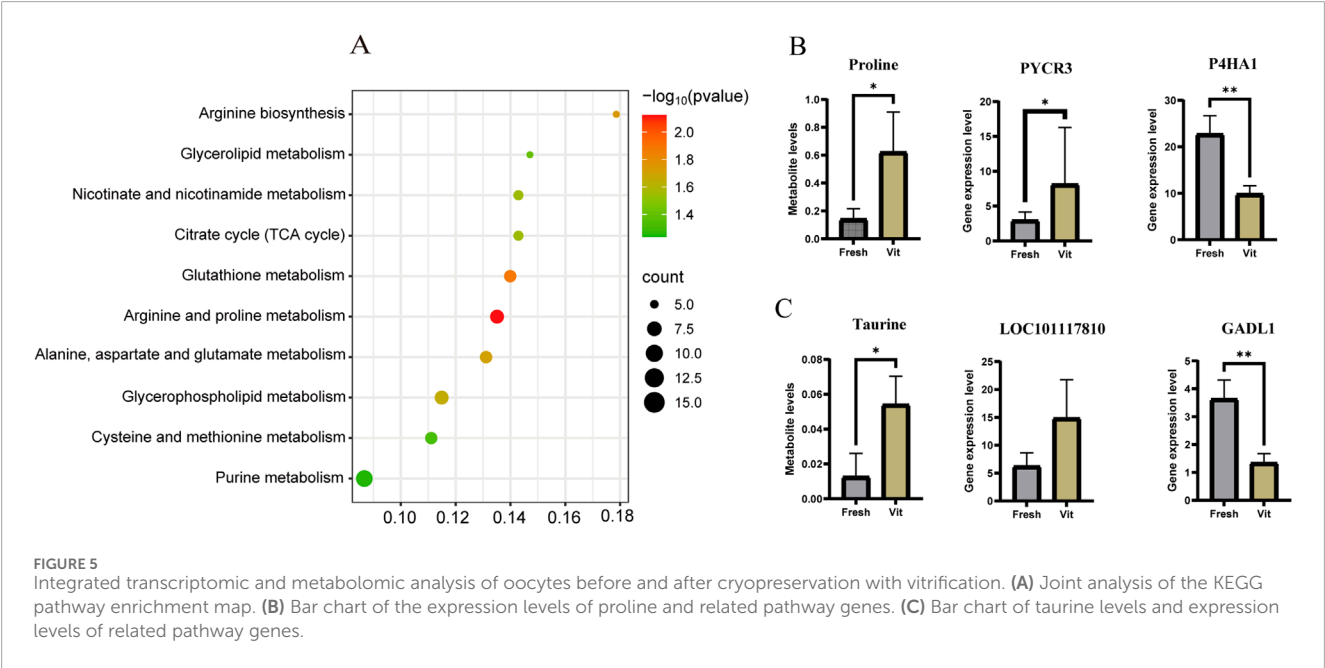 A
Arginine biosynthesis
Glycerolipid metabolism
Nicotinate and nicotinamide metabolism
Citrate cycle (TCA cycle)
Glutathione metabolism
Arginine and proline metabolism
Alanine, aspartate and glutamate metabolism
Glycerophospholipid metabolism
Cysteine and methionine metabolism
Purine metabolism
0.10 0.12 0.14 0.16 0.18
−log10(pvalue)
2.0
1.8
1.6
1.4
count
5.0
7.5
10.0
12.5
15.0
B
Proline
*
Metabolite levels
1.0
0.8
0.6
0.4
0.2
0.0
Fresh Vit
PYCR3
*
Gene expression level
20
15
10
5
0
Fresh Vit
P4HA1
**
Gene expression level
30
20
10
0
Fresh Vit
C
Taurine
*
Metabolite levels
0.08
0.06
0.04
0.02
0.00
Fresh Vit
LOC101117810
Gene expression level
25
20
15
10
5
0
Fresh Vit
GADL1
**
Gene expression level
5
4
3
2
1
0
Fresh Vit
FIGURE 5
Integrated transcriptomic and metabolomic analysis of oocytes before and after cryopreservation with vitrification. (A) Joint analysis of the KEGG
pathway enrichment map. (B) Bar chart of the expression levels of proline and related pathway genes. (C) Bar chart of taurine levels and expression
levels of related pathway genes.